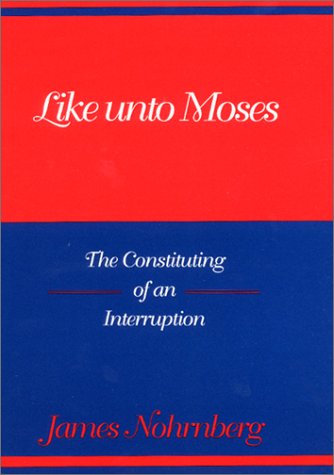 Like unto Moses
The Constituting
of an
Interruption
James Nohrnberg